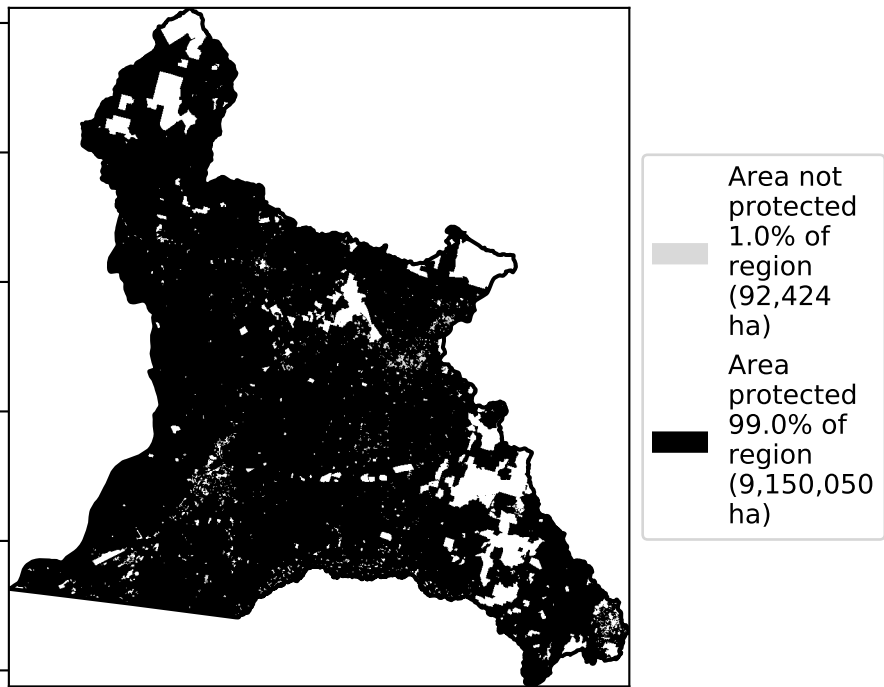 Area not
protected
1.0% of
region
(92,424
ha)
Area
protected
99.0% of
region
(9,150,050
ha)